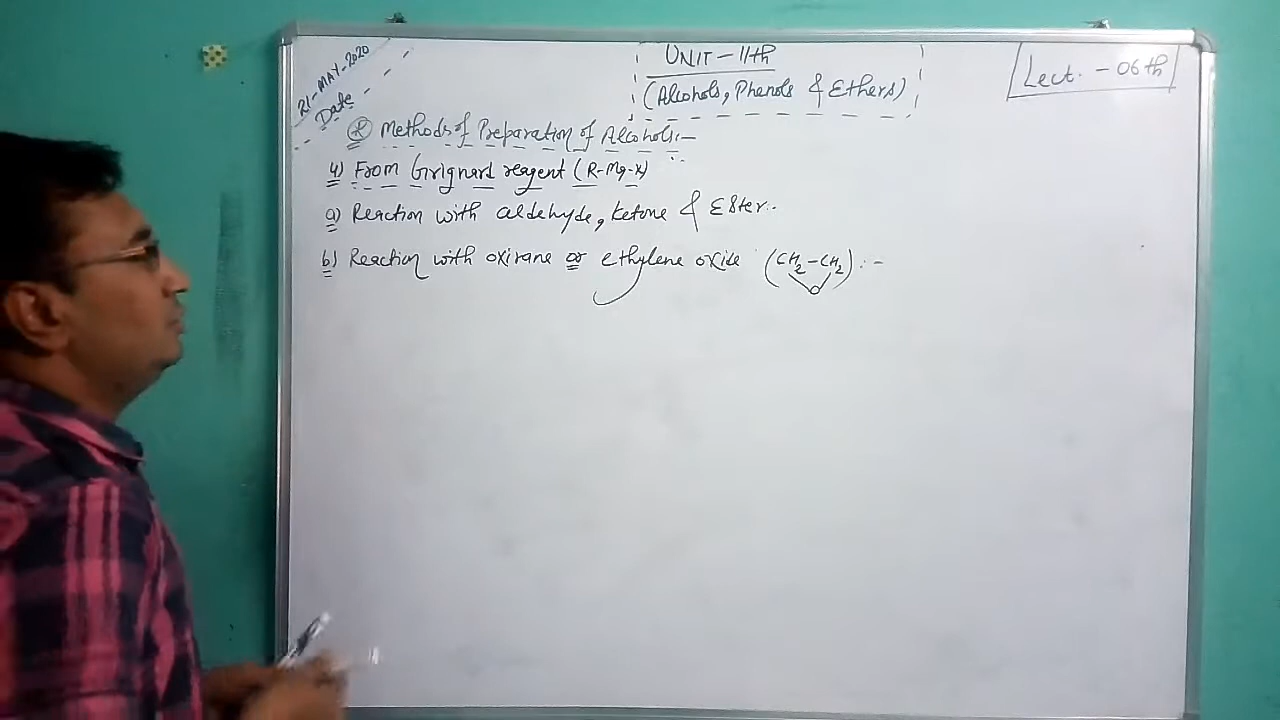 21-MAY-2020
Date
UNIT-11th
(Alcohols, Phenols & Ethers)
Lect. - 06th
* Methods of Preparation of Alcohols:-
4) From Grignard reagent (R-Mg-X)
a) Reaction with aldehyde, ketone & Ester:-
b) Reaction with oxirane or ethylene oxide (CH2-CH2) :-
O